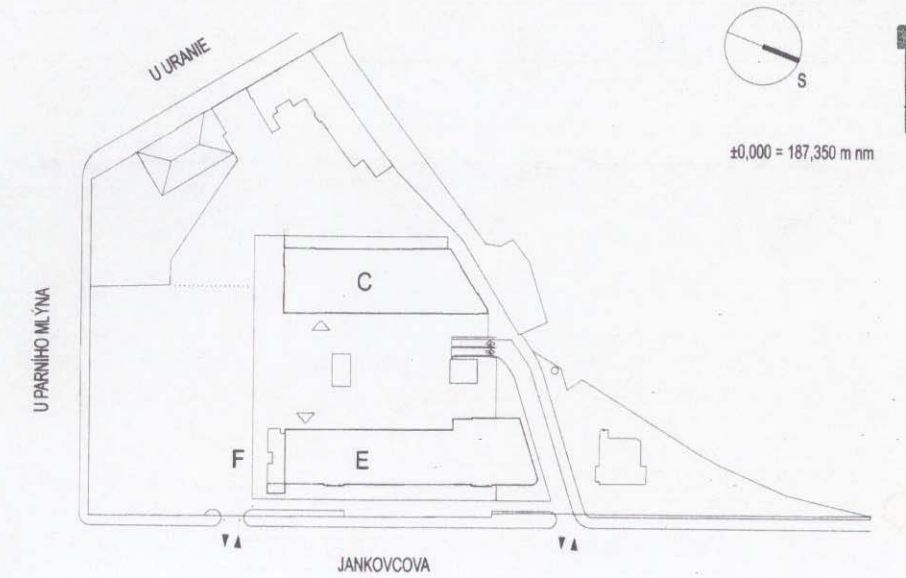 U URANIE
S
±0,000 = 187,350 m nm
C
U PARNÍHO MLÝNA
F
E
JANKOVCOVA